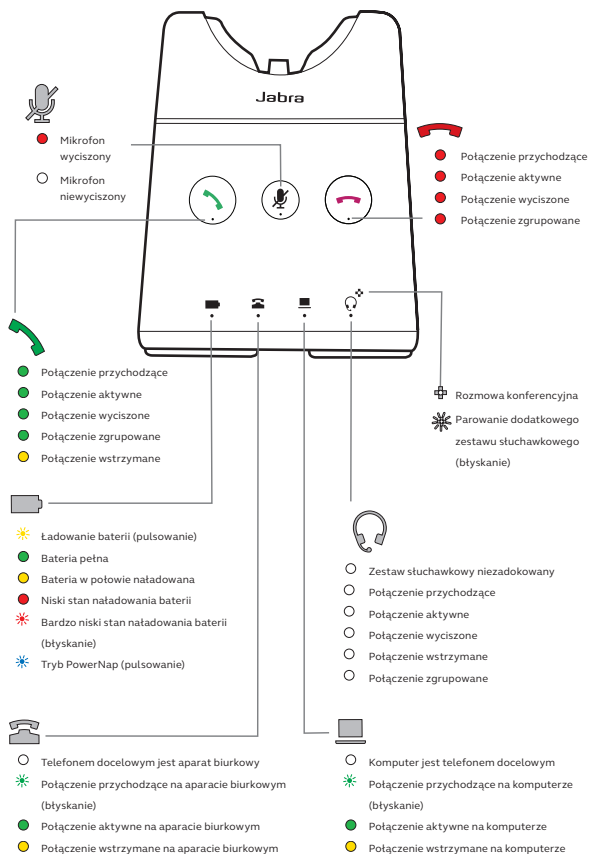 Jabra
Mikrofon
wyciszony
Mikrofon
niewyciszony
Połączenie przychodzące
Połączenie aktywne
Połączenie wyciszone
Połączenie zgrupowane
Połączenie przychodzące
Połączenie aktywne
Połączenie wyciszone
Połączenie zgrupowane
Połączenie wstrzymane
Rozmowa konferencyjna
Parowanie dodatkowego
zestawu słuchawkowego
(błyskanie)
Ładowanie baterii (pulsowanie)
Bateria pełna
Bateria w połowie naładowana
Niski stan naładowania baterii
Bardzo niski stan naładowania baterii
(błyskanie)
Tryb PowerNap (pulsowanie)
Zestaw słuchawkowy niezadokowany
Połączenie przychodzące
Połączenie aktywne
Połączenie wyciszone
Połączenie wstrzymane
Połączenie zgrupowane
Telefonem docelowym jest aparat biurkowy
Połączenie przychodzące na aparacie biurkowym
(błyskanie)
Połączenie aktywne na aparacie biurkowym
Połączenie wstrzymane na aparacie biurkowym
Komputer jest telefonem docelowym
Połączenie przychodzące na komputerze
(błyskanie)
Połączenie aktywne na komputerze
Połączenie wstrzymane na komputerze